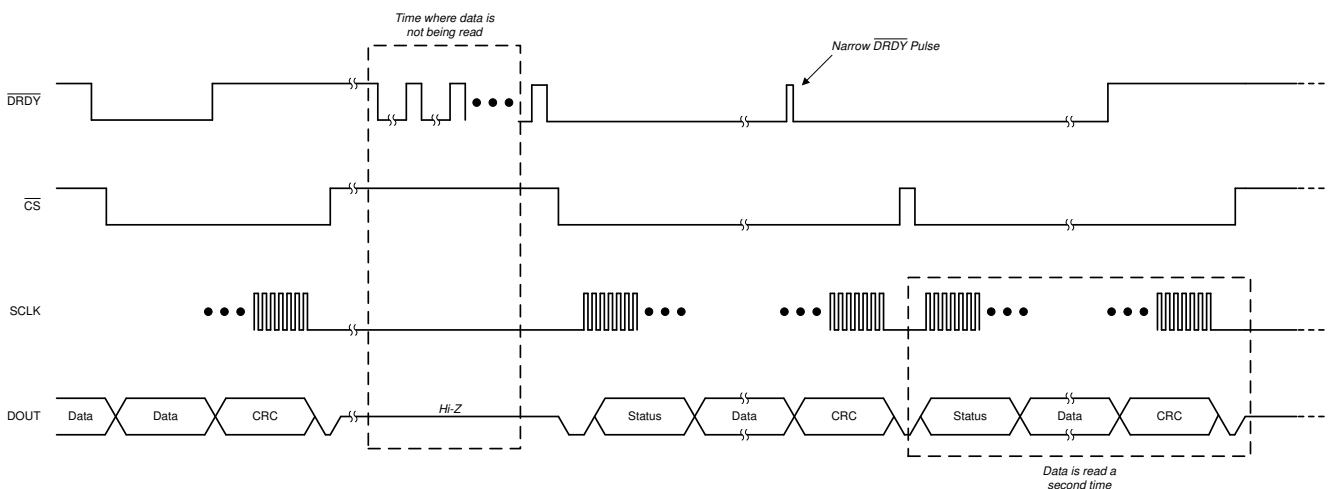 Time where data is
not being read
Narrow DRDY Pulse
DRDY
CS
SCLK
DOUT Data Data CRC Hi-Z Status Data CRC Status Data CRC
Data is read a
second time